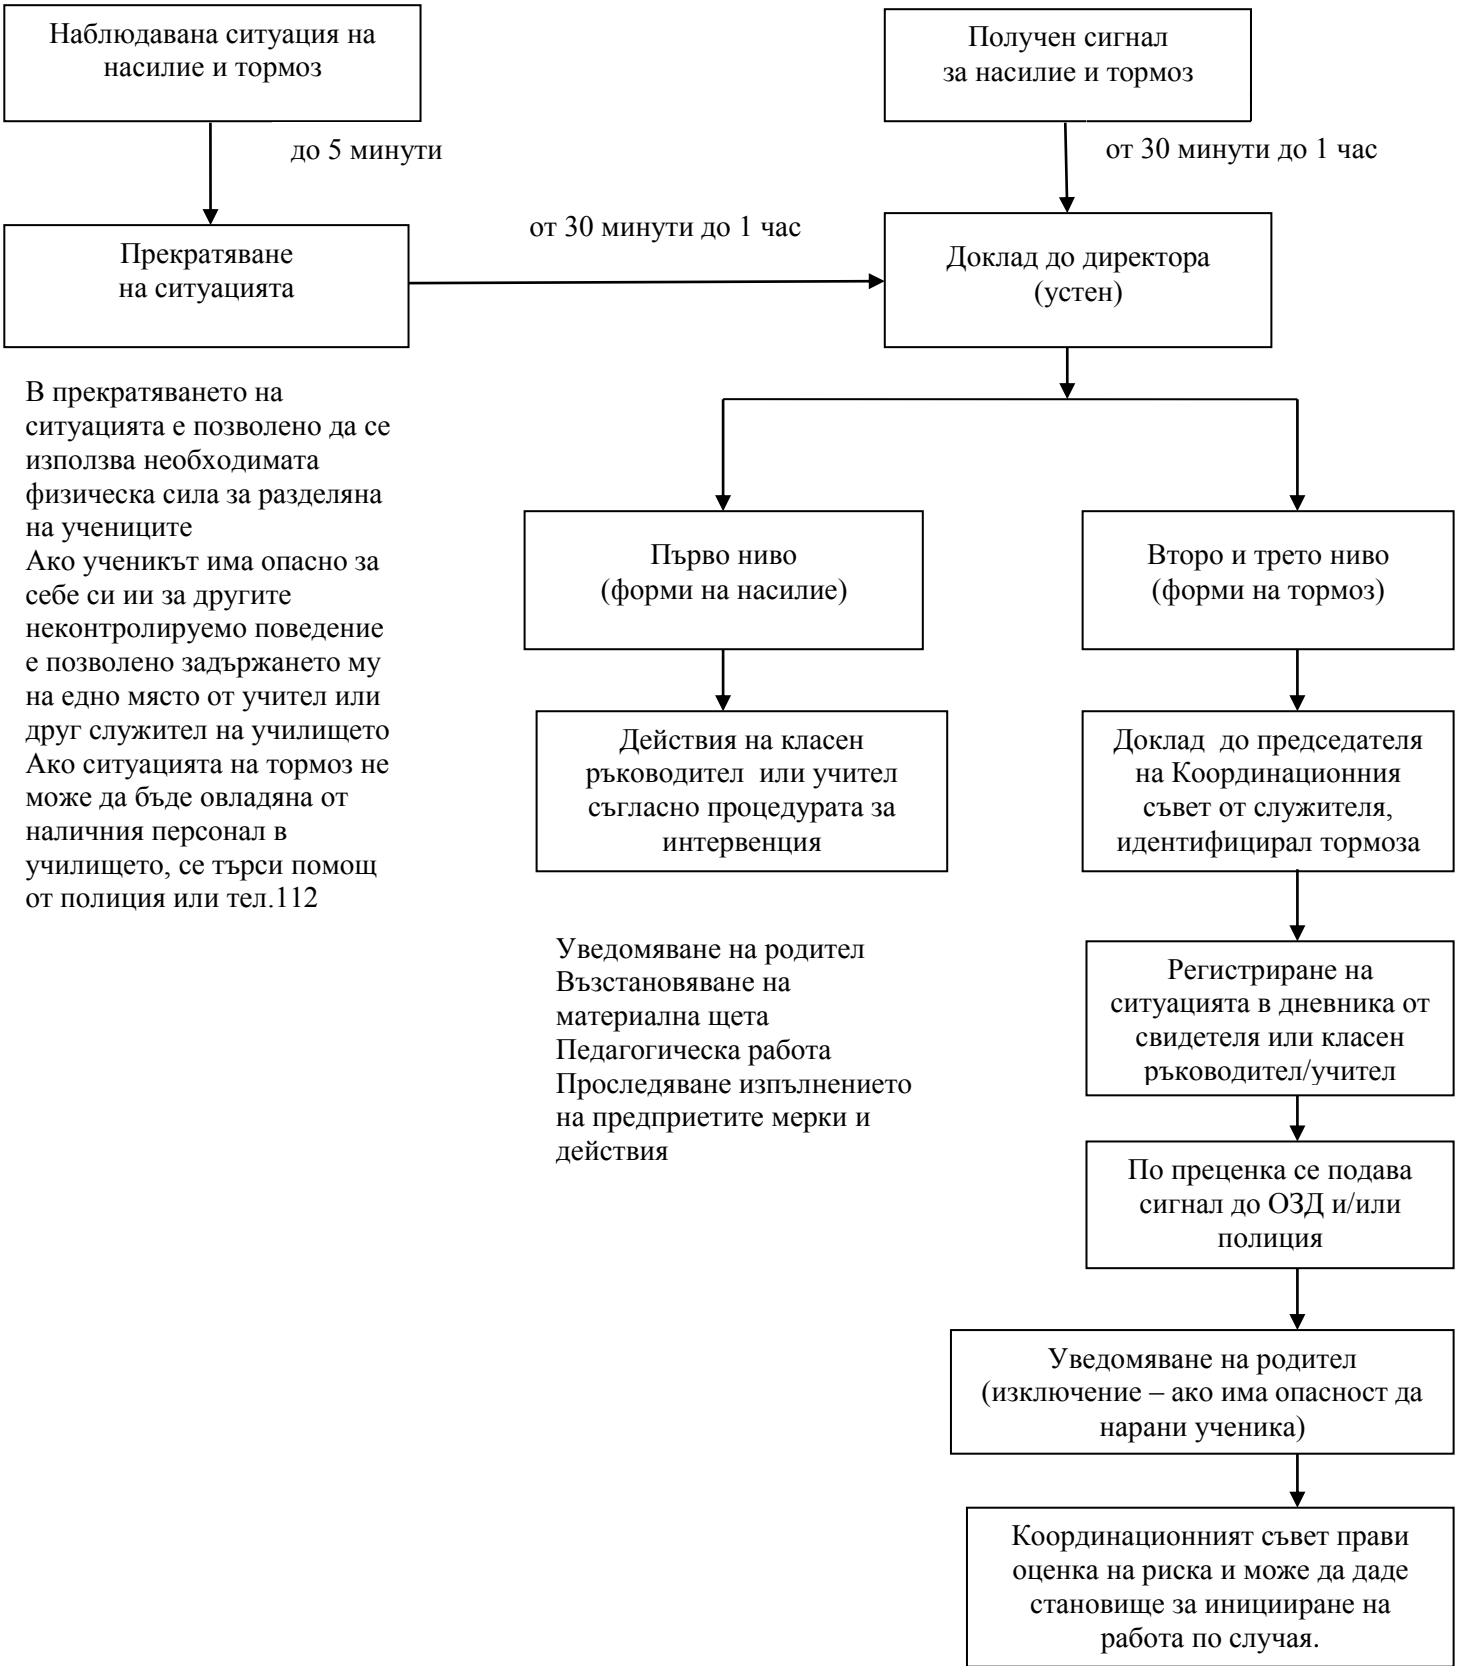 Наблюдавана ситуация на
насилие и тормоз
Получен сигнал
за насилие и тормоз
до 5 минути
от 30 минути до 1 час
от 30 минути до 1 час
Прекратяване
на ситуацията
Доклад до директора
(устен)
В прекратяването на
ситуацията е позволено да се
използва необходимата
физическа сила за разделяна
на учениците
Ако ученикът има опасно за
себе си ии за другите
неконтролируемо поведение
е позволено задържането му
на едно място от учител или
друг служител на училището
Ако ситуацията на тормоз не
може да бъде овладяна от
наличния персонал в
училището, се търси помощ
от полиция или тел.112
Първо ниво
(форми на насилие)
Второ и трето ниво
(форми на тормоз)
Действия на класен
ръководител или учител
съгласно процедурата за
интервенция
Доклад до председателя
на Координационния
съвет от служителя,
идентифицирал тормоза
Уведомяване на родител
Възстановяване на
материална щета
Педагогическа работа
Проследяване изпълнението
на предприетите мерки и
действия
Регистриране на
ситуацията в дневника от
свидетеля или класен
ръководител/учител
По преценка се подава
сигнал до ОЗД и/или
полиция
Уведомяване на родител
(изключение – ако има опасност да
нарани ученика)
Координационният съвет прави
оценка на риска и може да даде
становище за иницииране на
работа по случая.